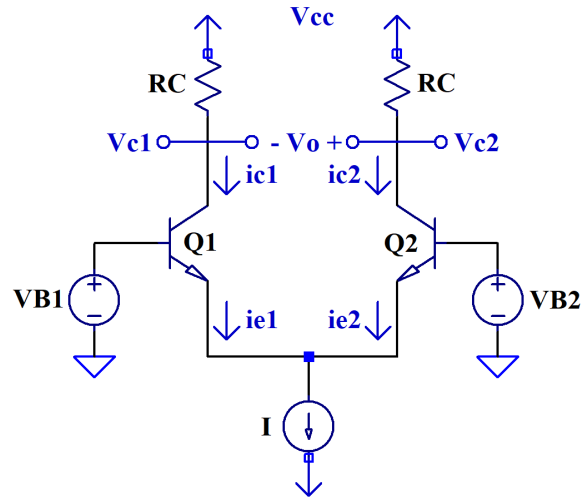 Vcc
RC RC
Vc1 - Vo + Vc2
ic1 ic2
Q1 Q2
VB1 VB2
ie1 ie2
I